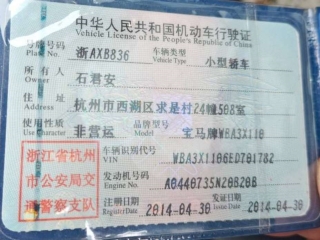 中华人民共和国机动车行驶证
Vehicle License of the People's Republic of China
号牌号码 浙AXB836 车辆类型 小型轿车
Plate No. Vehicle Type
所有人 石君安
Owner
住 址 杭州市西湖区求是村24幢508室
Address
使用性质 非营运 品牌型号 宝马牌WBA3X110
Use Character Model
浙江省杭州 车辆识别代号 WBA3X1106ED781782
市公安局交 VIN
通警察支队 发动机号码 A0440735N20B20B
Engine No.
注册日期 2014-04-30 发证日期 2014-04-30
Register Date Issue Date